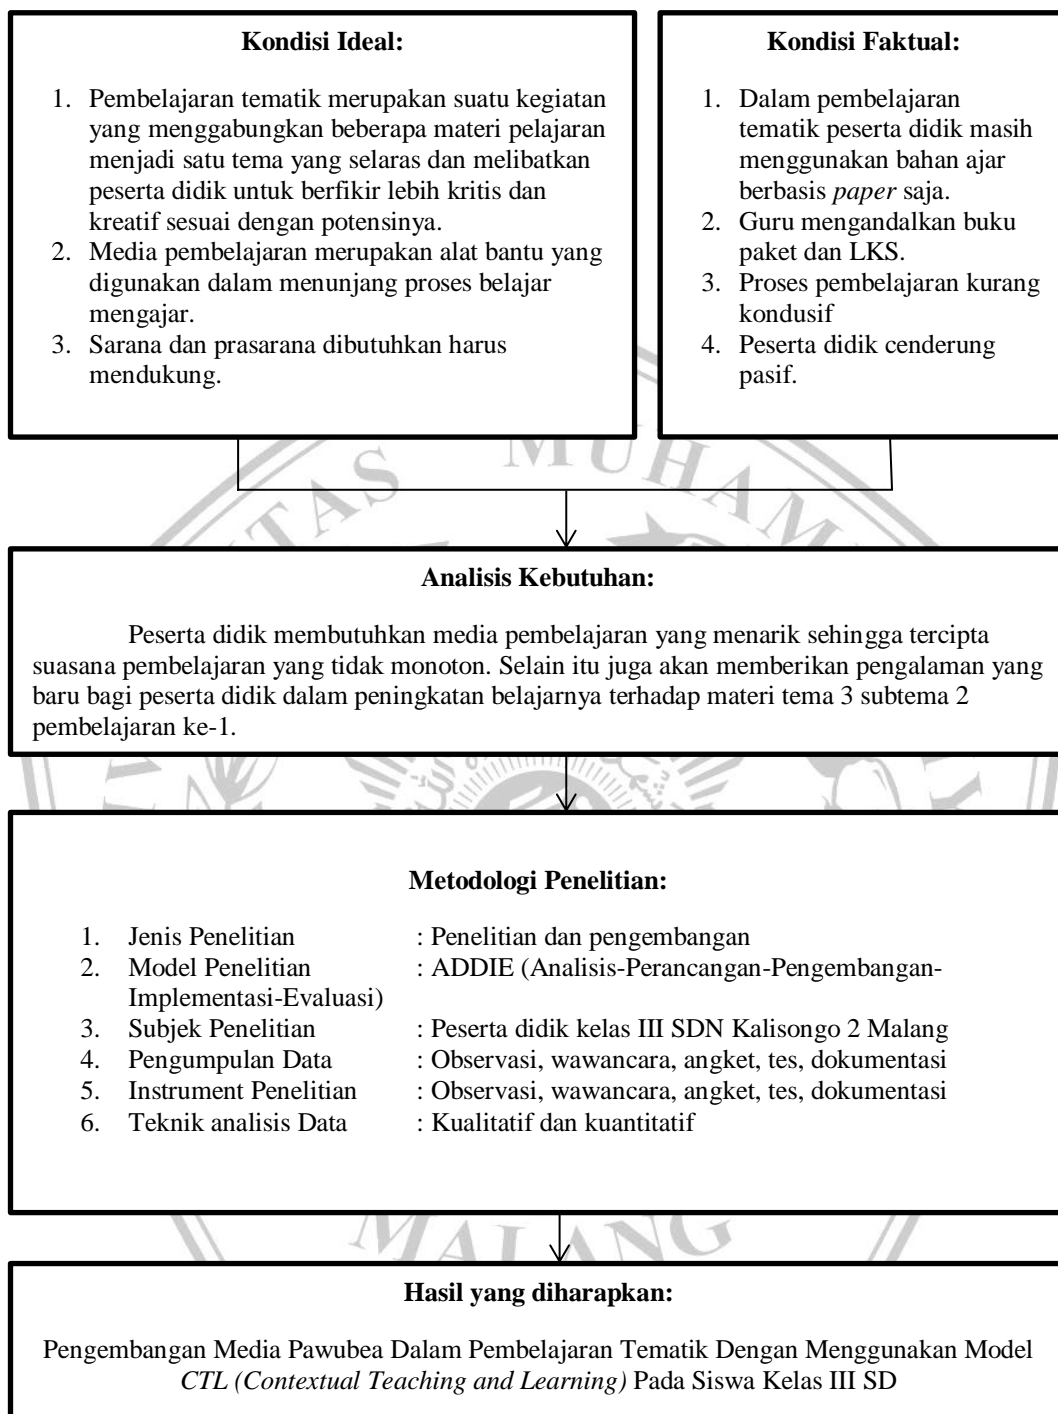 Kondisi Ideal:
1. Pembelajaran tematik merupakan suatu kegiatan
yang menggabungkan beberapa materi pelajaran
menjadi satu tema yang selaras dan melibatkan
peserta didik untuk berfikir lebih kritis dan
kreatif sesuai dengan potensinya.
2. Media pembelajaran merupakan alat bantu yang
digunakan dalam menunjang proses belajar
mengajar.
3. Sarana dan prasarana dibutuhkan harus
mendukung.
Kondisi Faktual:
1. Dalam pembelajaran
tematik peserta didik masih
menggunakan bahan ajar
berbasis paper saja.
2. Guru mengandalkan buku
paket dan LKS.
3. Proses pembelajaran kurang
kondusif
4. Peserta didik cenderung
pasif.
Analisis Kebutuhan:
Peserta didik membutuhkan media pembelajaran yang menarik sehingga tercipta
suasana pembelajaran yang tidak monoton. Selain itu juga akan memberikan pengalaman yang
baru bagi peserta didik dalam peningkatan belajarnya terhadap materi tema 3 subtema 2
pembelajaran ke-1.
Metodologi Penelitian:
1. Jenis Penelitian : Penelitian dan pengembangan
2. Model Penelitian : ADDIE (Analisis-Perancangan-Pengembangan-
Implementasi-Evaluasi)
3. Subjek Penelitian : Peserta didik kelas III SDN Kalisongo 2 Malang
4. Pengumpulan Data : Observasi, wawancara, angket, tes, dokumentasi
5. Instrument Penelitian : Observasi, wawancara, angket, tes, dokumentasi
6. Teknik analisis Data : Kualitatif dan kuantitatif
MALANG
Hasil yang diharapkan:
Pengembangan Media Pawubea Dalam Pembelajaran Tematik Dengan Menggunakan Model
CTL (Contextual Teaching and Learning) Pada Siswa Kelas III SD